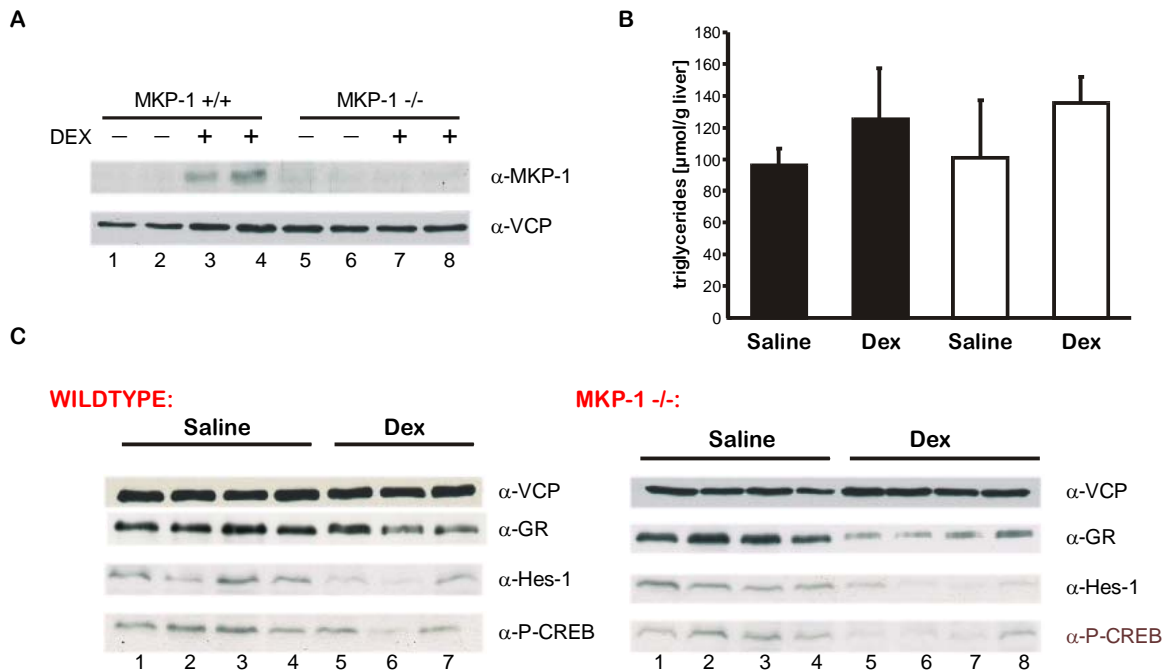 A
MKP-1 +/+ MKP-1 -/-
DEX – – + + – – + +
α-MKP-1
α-VCP
1 2 3 4 5 6 7 8
B
triglycerides [µmol/g liver]
180
160
140
120
100
80
60
40
20
0
Saline Dex Saline Dex
C
WILDTYPE:
Saline Dex
α-VCP
α-GR
α-Hes-1
α-P-CREB
1 2 3 4 5 6 7
MKP-1 -/-:
Saline Dex
α-VCP
α-GR
α-Hes-1
α-P-CREB
1 2 3 4 5 6 7 8